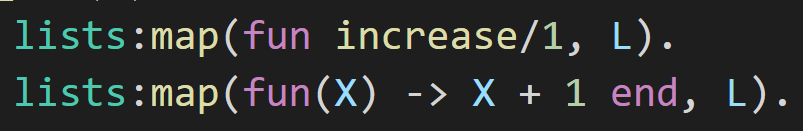 lists:map(fun increase/1, L).
lists:map(fun(X) -> X + 1 end, L).